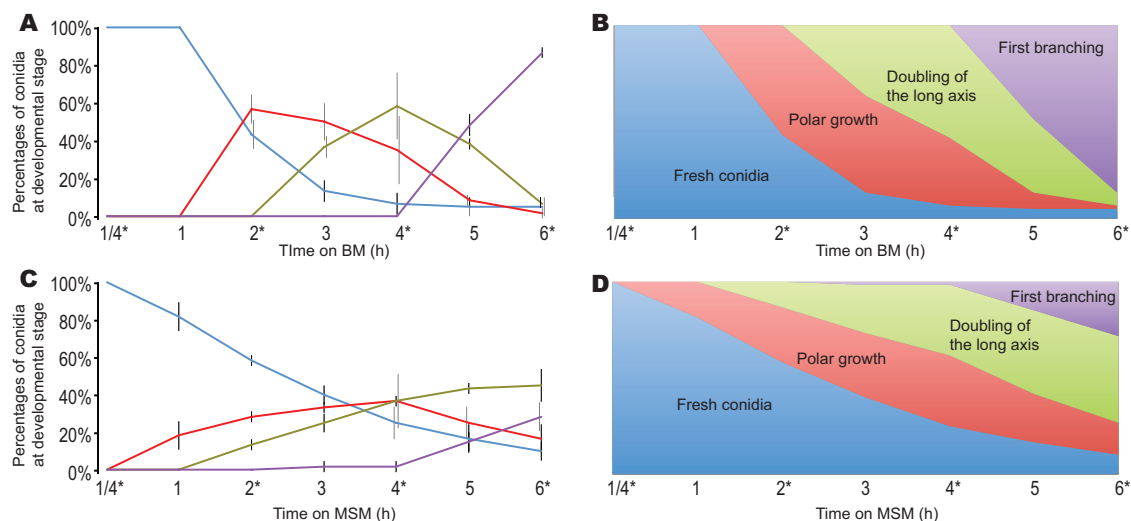 A
Percentages of conidia
at developmental stage
100%
80%
60%
40%
20%
0%
1/4* 1 2* 3 4* 5 6*
TIme on BM (h)
B
First branching
Doubling of
the long axis
Polar growth
Fresh conidia
1/4* 1 2* 3 4* 5 6*
Time on BM (h)
C
Percentages of conidia
at developmental stage
100%
80%
60%
40%
20%
0%
1/4* 1 2* 3 4* 5 6*
Time on MSM (h)
D
First branching
Doubling of
the long axis
Polar growth
Fresh conidia
1/4* 1 2* 3 4* 5 6*
Time on MSM (h)